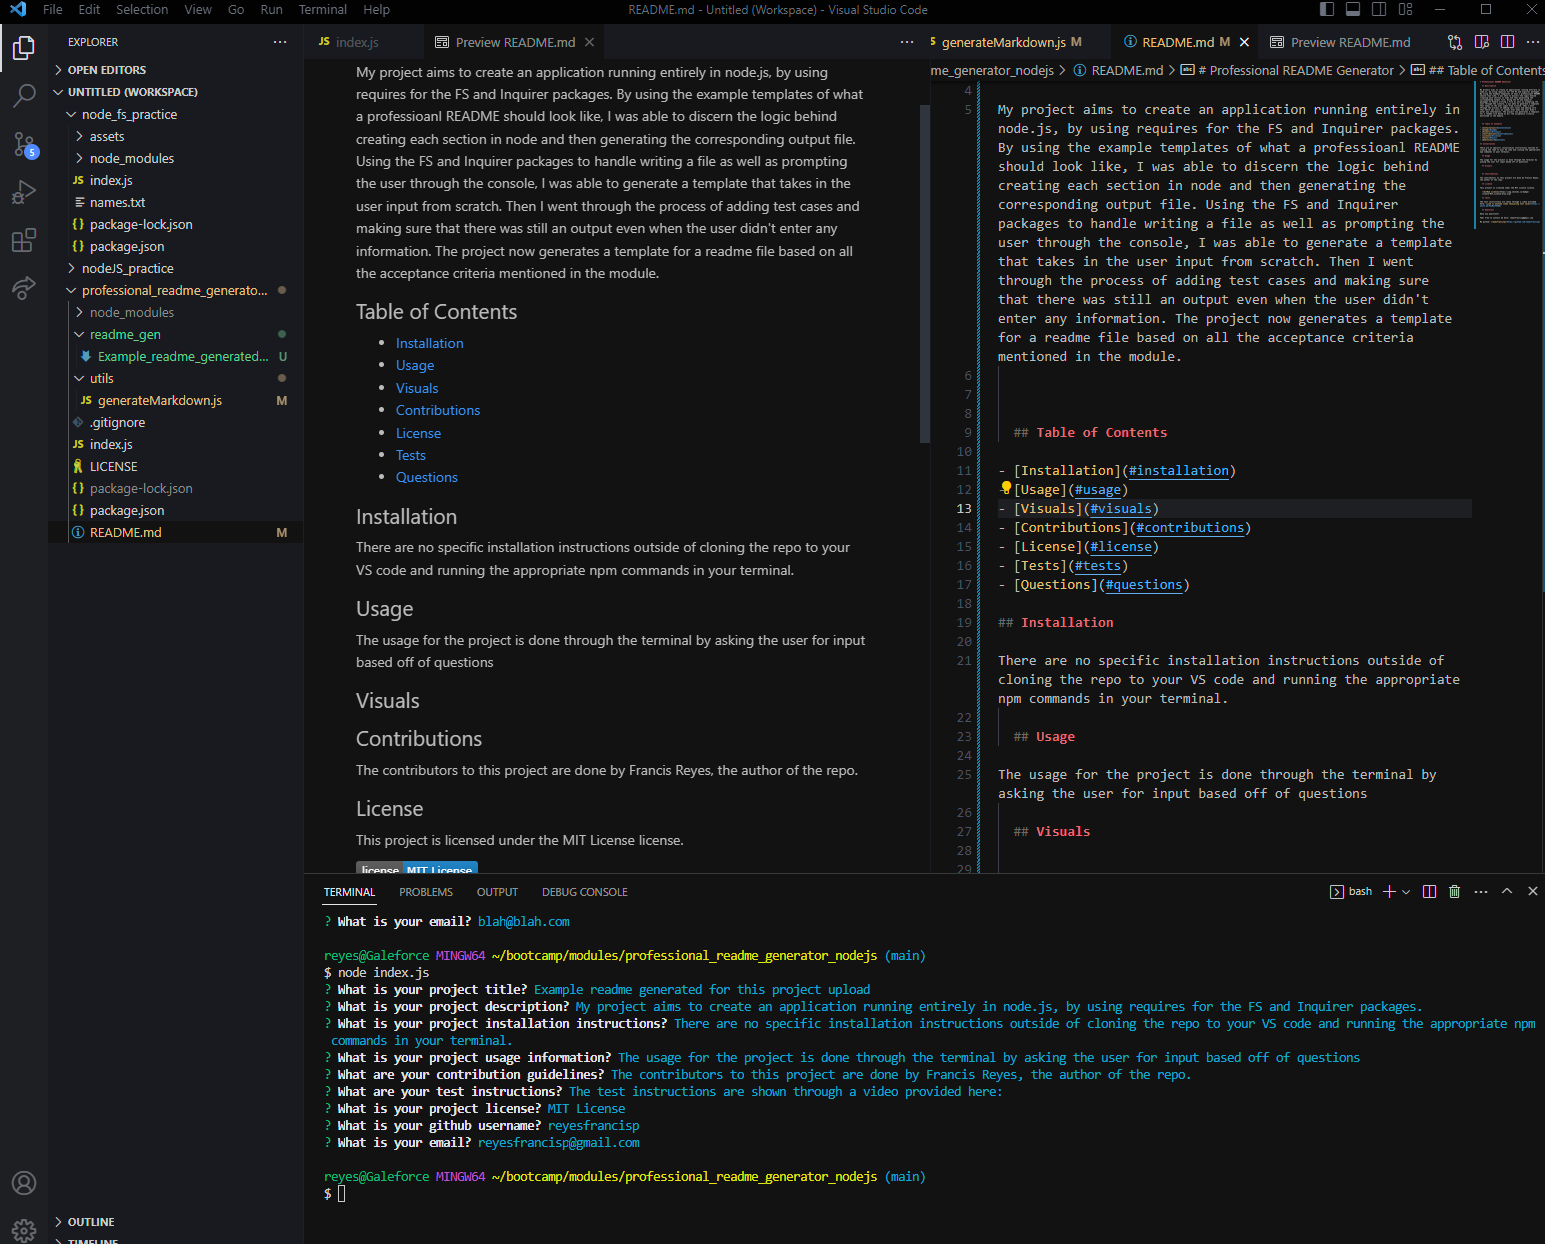 File Edit Selection View Go Run Terminal Help
README.md - Untitled (Workspace) - Visual Studio Code
EXPLORER
OPEN EDITORS
UNTITLED (WORKSPACE)
node_fs_practice
assets
node_modules
JS index.js
names.txt
{} package-lock.json
{} package.json
nodeJS_practice
professional_readme_generato...
node_modules
readme_gen
Example_readme_generated... U
utils
JS generateMarkdown.js M
.gitignore
JS index.js
LICENSE
{} package-lock.json
{} package.json
README.md M
OUTLINE
TIMELINE
5
JS index.js
Preview README.md
My project aims to create an application running entirely in node.js, by using
requires for the FS and Inquirer packages. By using the example templates of what
a professioanl README should look like, I was able to discern the logic behind
creating each section in node and then generating the corresponding output file.
Using the FS and Inquirer packages to handle writing a file as well as prompting
the user through the console, I was able to generate a template that takes in the
user input from scratch. Then I went through the process of adding test cases and
making sure that there was still an output even when the user didn't enter any
information. The project now generates a template for a readme file based on all
the acceptance criteria mentioned in the module.
Table of Contents
• Installation
• Usage
• Visuals
• Contributions
• License
• Tests
• Questions
Installation
There are no specific installation instructions outside of cloning the repo to your
VS code and running the appropriate npm commands in your terminal.
Usage
The usage for the project is done through the terminal by asking the user for input
based off of questions
Visuals
Contributions
The contributors to this project are done by Francis Reyes, the author of the repo.
License
This project is licensed under the MIT License license.
license MIT License
generateMarkdown.js M
README.md M
Preview README.md
me_generator_nodejs > README.md > # Professional README Generator > ## Table of Contents
4
5 My project aims to create an application running entirely in
node.js, by using requires for the FS and Inquirer packages.
By using the example templates of what a professioanl README
should look like, I was able to discern the logic behind
creating each section in node and then generating the
corresponding output file. Using the FS and Inquirer
packages to handle writing a file as well as prompting the
user through the console, I was able to generate a template
that takes in the user input from scratch. Then I went
through the process of adding test cases and making sure
that there was still an output even when the user didn't
enter any information. The project now generates a template
for a readme file based on all the acceptance criteria
mentioned in the module.
6
7
8
9 ## Table of Contents
10
11 - [Installation](#installation)
12 [Usage](#usage)
13 - [Visuals](#visuals)
14 - [Contributions](#contributions)
15 - [License](#license)
16 - [Tests](#tests)
17 - [Questions](#questions)
18
19 ## Installation
20
21 There are no specific installation instructions outside of
cloning the repo to your VS code and running the appropriate
npm commands in your terminal.
22
23 ## Usage
24
25 The usage for the project is done through the terminal by
asking the user for input based off of questions
26
27 ## Visuals
28
29
TERMINAL PROBLEMS OUTPUT DEBUG CONSOLE
bash
? What is your email? blah@blah.com
reyes@Galeforce MINGW64 ~/bootcamp/modules/professional_readme_generator_nodejs (main)
$ node index.js
? What is your project title? Example readme generated for this project upload
? What is your project description? My project aims to create an application running entirely in node.js, by using requires for the FS and Inquirer packages.
? What is your project installation instructions? There are no specific installation instructions outside of cloning the repo to your VS code and running the appropriate npm
commands in your terminal.
? What is your project usage information? The usage for the project is done through the terminal by asking the user for input based off of questions
? What are your contribution guidelines? The contributors to this project are done by Francis Reyes, the author of the repo.
? What are your test instructions? The test instructions are shown through a video provided here:
? What is your project license? MIT License
? What is your github username? reyesfrancisp
? What is your email? reyesfrancisp@gmail.com
reyes@Galeforce MINGW64 ~/bootcamp/modules/professional_readme_generator_nodejs (main)
$